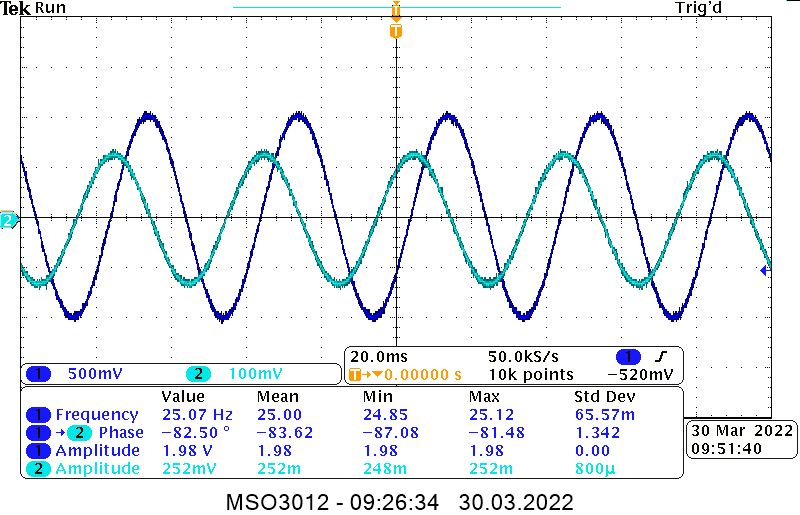 Tek Run Trig'd
T
T
2
1 500mV 2 100mV
20.0ms 50.0kS/s 1
T→▼0.00000 s 10k points −520mV
Value Mean Min Max Std Dev
1 Frequency 25.07 Hz 25.00 24.85 25.12 65.57m
1 →2 Phase −82.50 ° −83.62 −87.08 −81.48 1.342
1 Amplitude 1.98 V 1.98 1.98 1.98 0.00
2 Amplitude 252mV 252m 248m 252m 800µ
30 Mar 2022
09:51:40
MSO3012 - 09:26:34 30.03.2022